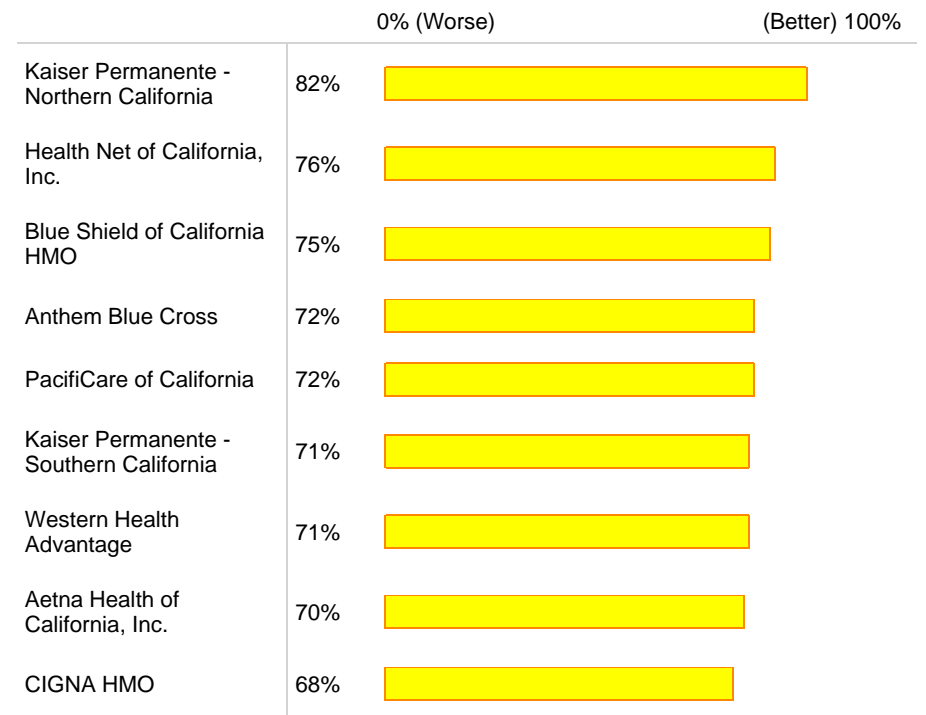 0% (Worse) (Better) 100%
Kaiser Permanente -
Northern California
82%
Health Net of California,
Inc.
76%
Blue Shield of California
HMO
75%
Anthem Blue Cross 72%
PacifiCare of California 72%
Kaiser Permanente -
Southern California
71%
Western Health
Advantage
71%
Aetna Health of
California, Inc.
70%
CIGNA HMO 68%